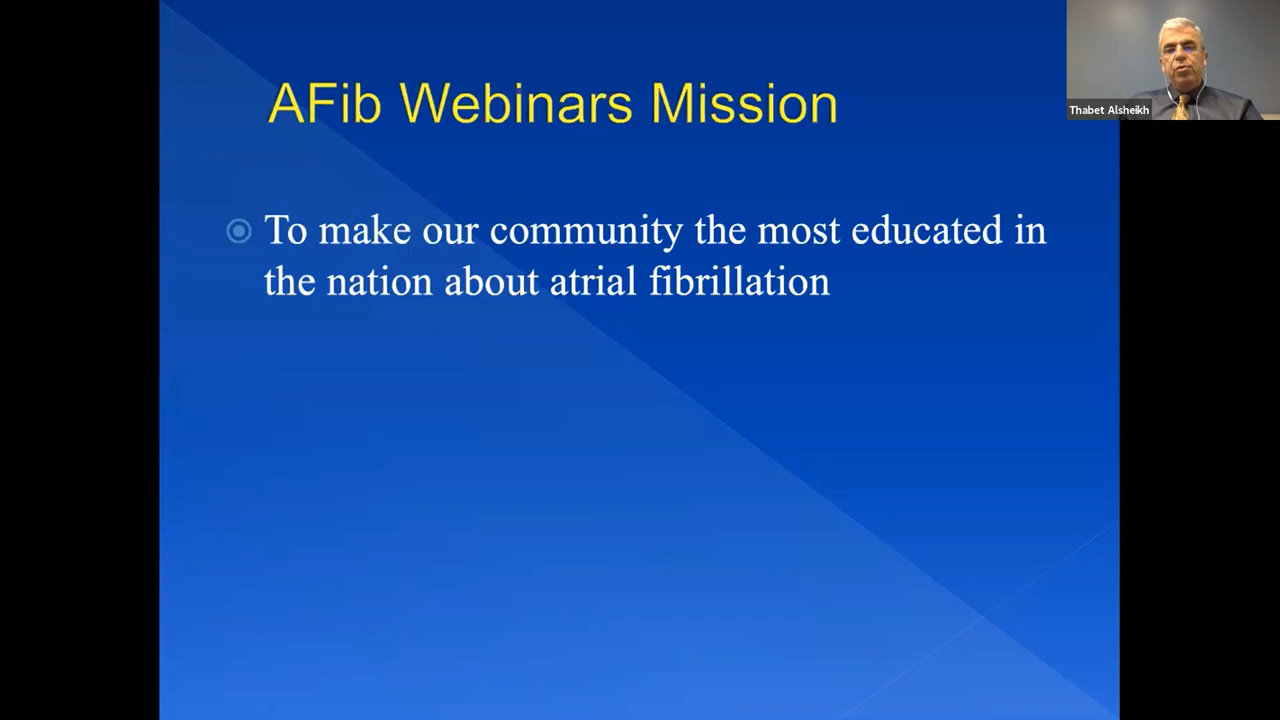 AFib Webinars Mission
To make our community the most educated in
the nation about atrial fibrillation
Thabet Alsheikh